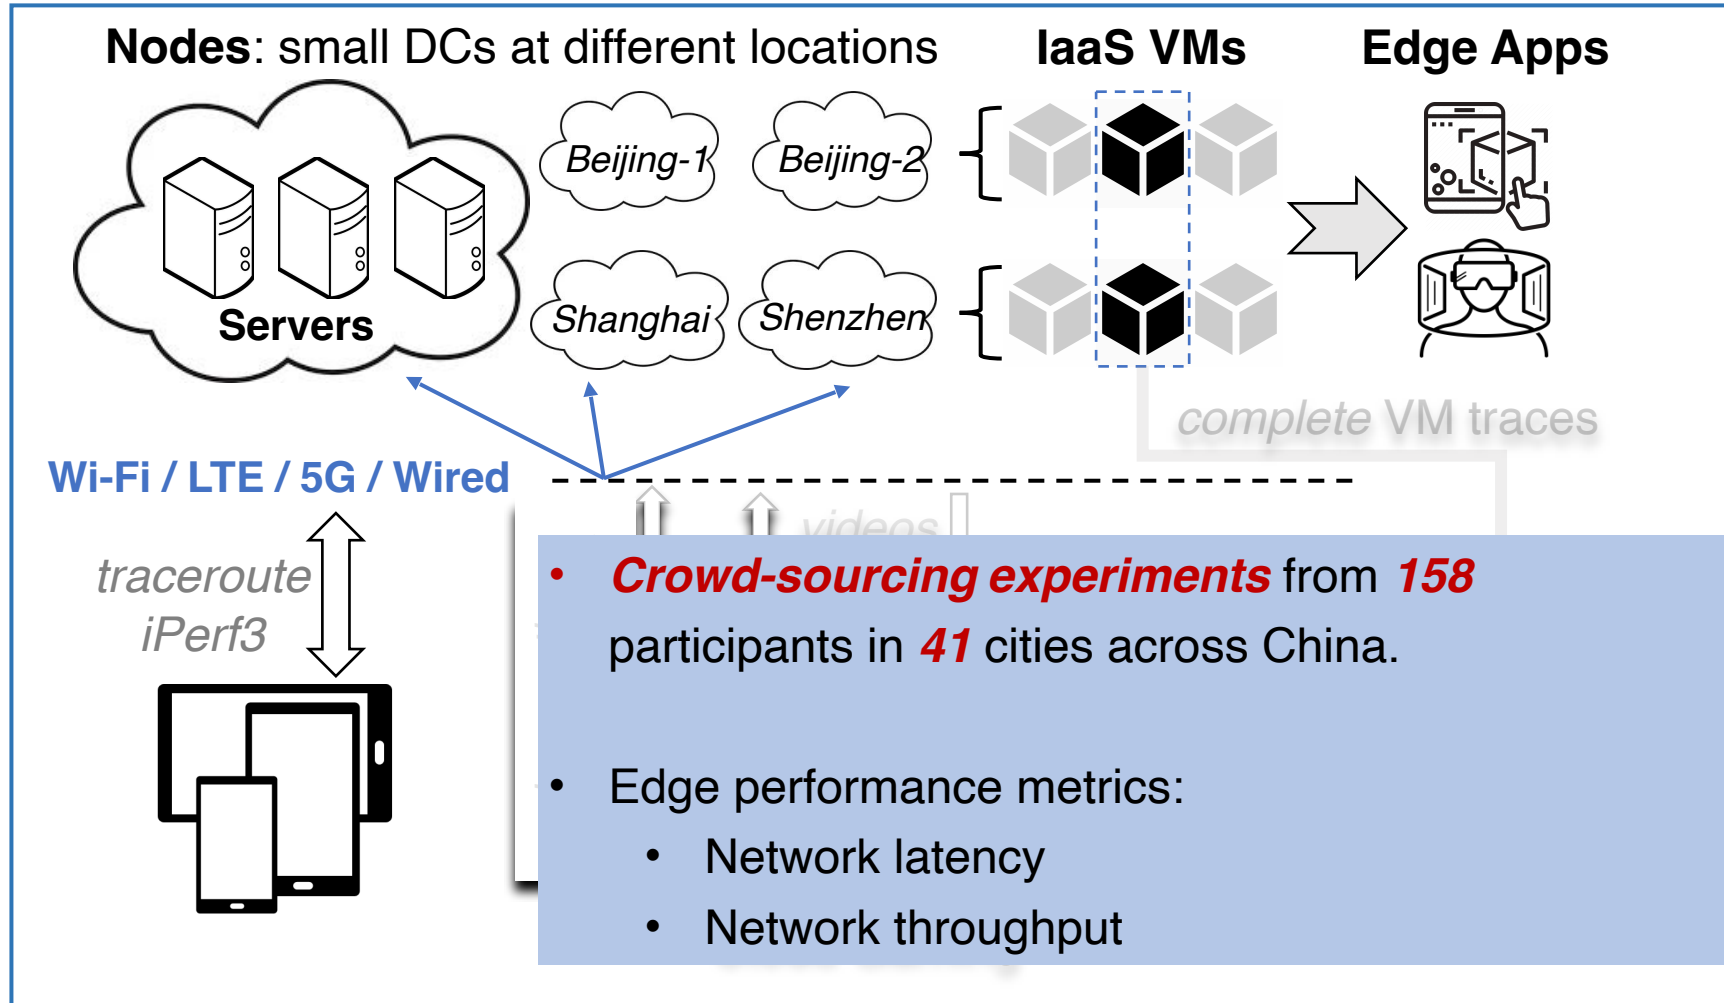 Nodes: small DCs at different locations
IaaS VMs
Edge Apps
Beijing-1
Beijing-2
Servers
Shanghai
Shenzhen
complete VM traces
Wi-Fi / LTE / 5G / Wired
videos
traceroute
iPerf3
• Crowd-sourcing experiments from 158
participants in 41 cities across China.
• Edge performance metrics:
• Network latency
• Network throughput